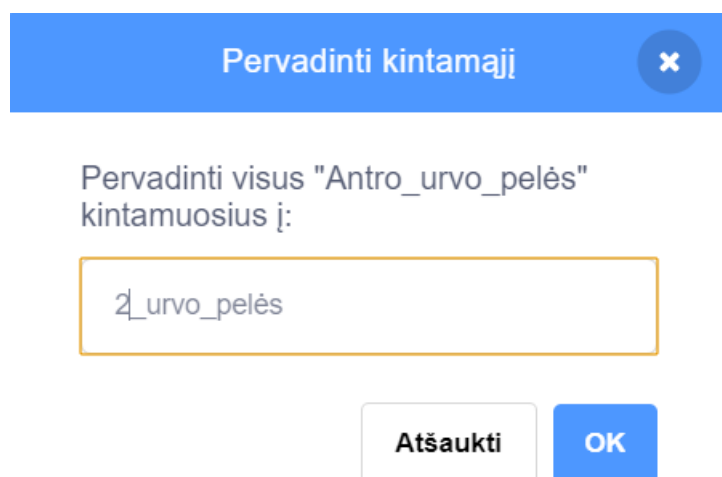 Pervadinti kintamąjį
Pervadinti visus "Antro_urvo_pelės"
kintamuosius į:
2_urvo_pelės
Atšaukti
OK